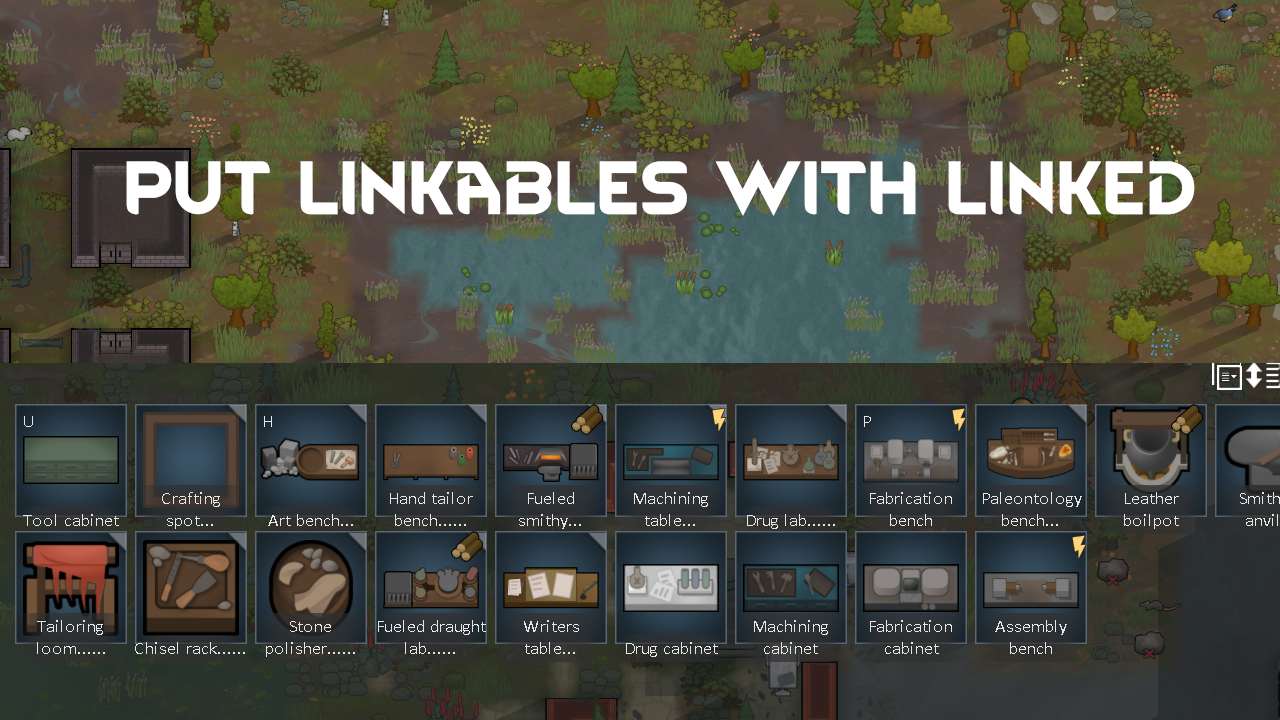 PUT LINKABLES WITH LINKED
U
H
P
Crafting spot...
Hand tailor bench......
Fueled smithy...
Machining table...
Fabrication bench
Paleontology bench...
Leather boilpot
Tool cabinet
Art bench...
Drug lab......
Tailoring loom......
Chisel rack......
Stone polisher......
Fueled draught lab......
Writers table...
Drug cabinet
Machining cabinet
Fabrication cabinet
Assembly bench